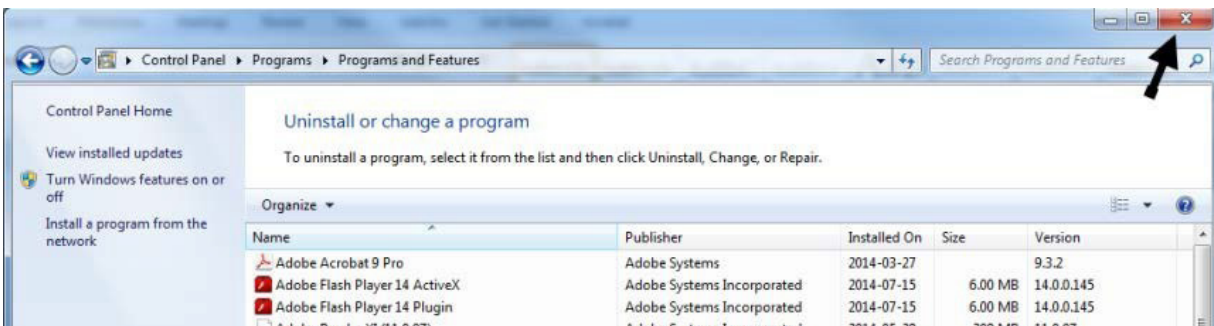 Control Panel ▸ Programs ▸ Programs and Features
Search Programs and Features
Control Panel Home
View installed updates
Turn Windows features on or
off
Install a program from the
network
Uninstall or change a program
To uninstall a program, select it from the list and then click Uninstall, Change, or Repair.
Organize
Name Publisher Installed On Size Version
Adobe Acrobat 9 Pro Adobe Systems 2014-03-27 9.3.2
Adobe Flash Player 14 ActiveX Adobe Systems Incorporated 2014-07-15 6.00 MB 14.0.0.145
Adobe Flash Player 14 Plugin Adobe Systems Incorporated 2014-07-15 6.00 MB 14.0.0.145